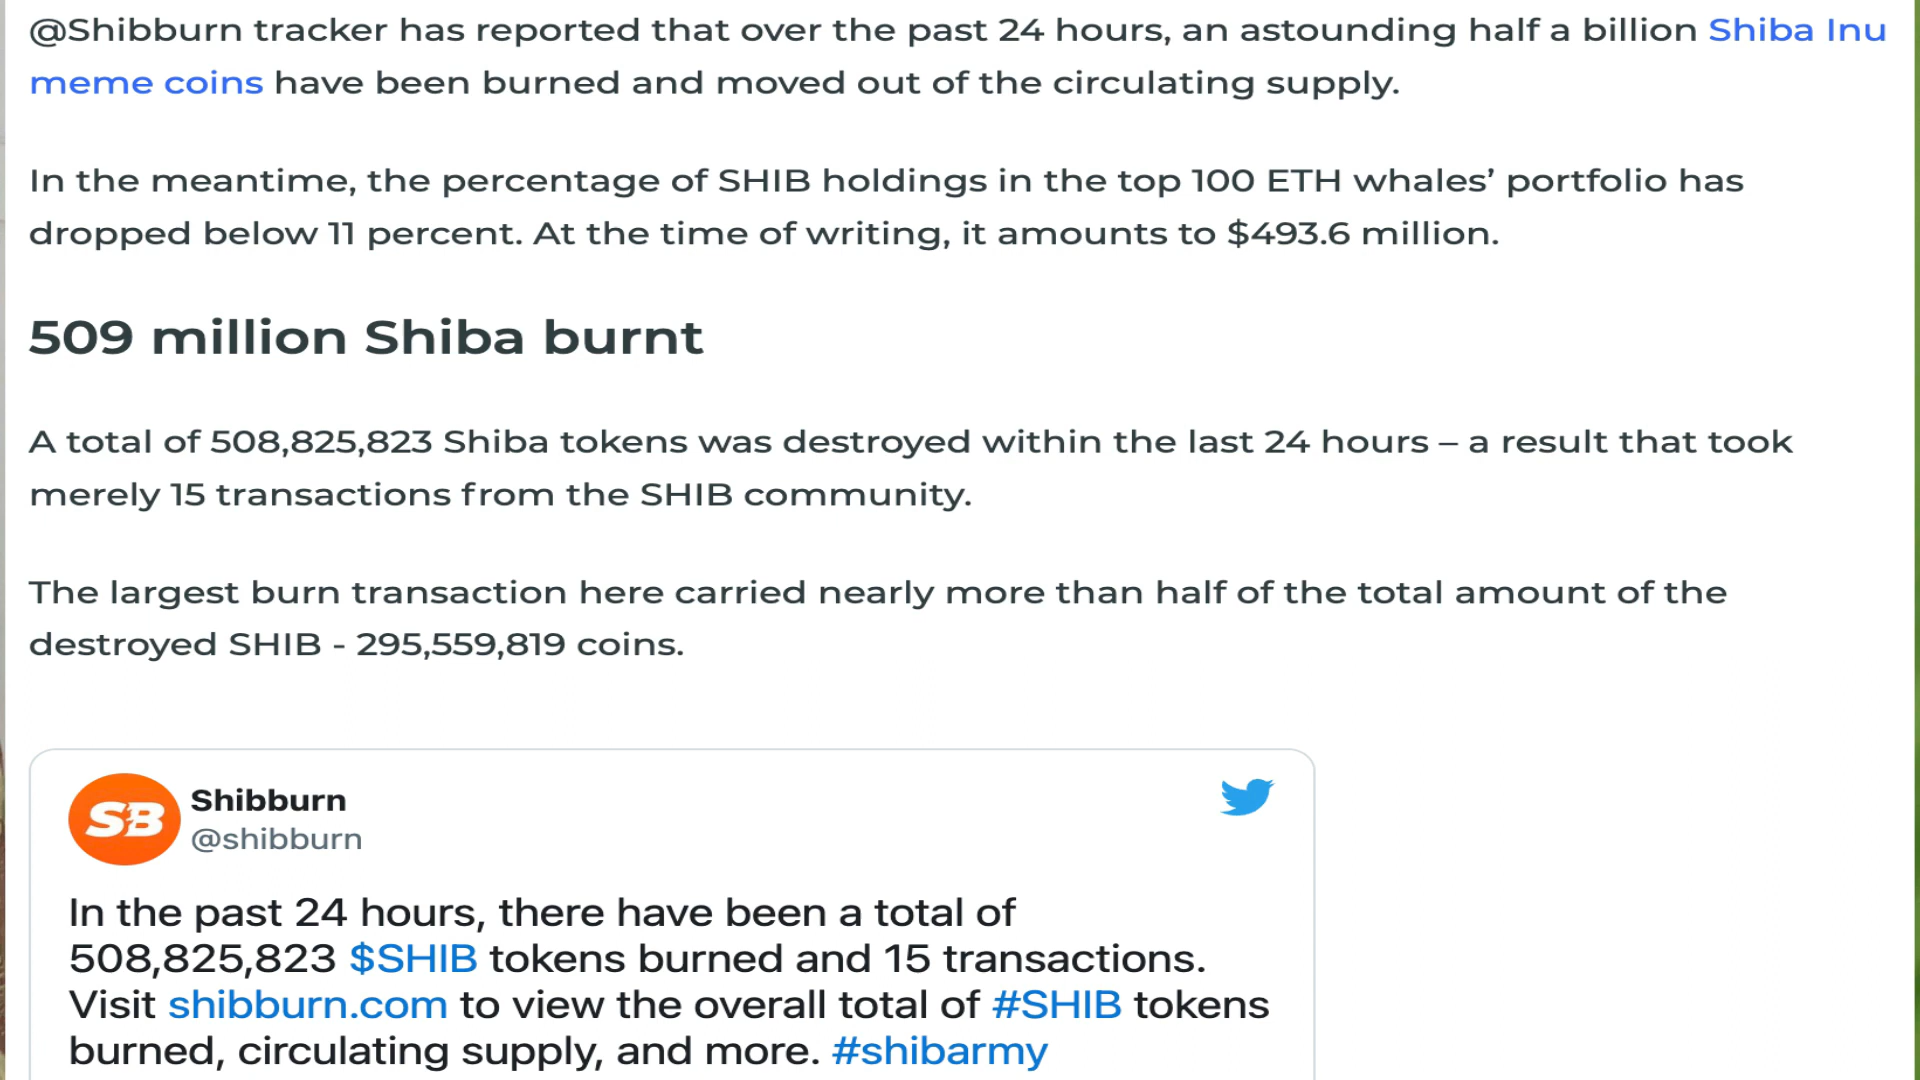 @Shibburn tracker has reported that over the past 24 hours, an astounding half a billion Shiba Inu
meme coins have been burned and moved out of the circulating supply.
In the meantime, the percentage of SHIB holdings in the top 100 ETH whales’ portfolio has
dropped below 11 percent. At the time of writing, it amounts to $493.6 million.
509 million Shiba burnt
A total of 508,825,823 Shiba tokens was destroyed within the last 24 hours – a result that took
merely 15 transactions from the SHIB community.
The largest burn transaction here carried nearly more than half of the total amount of the
destroyed SHIB - 295,559,819 coins.
SB
Shibburn
@shibburn
In the past 24 hours, there have been a total of
508,825,823 $SHIB tokens burned and 15 transactions.
Visit shibburn.com to view the overall total of #SHIB tokens
burned, circulating supply, and more. #shibarmy